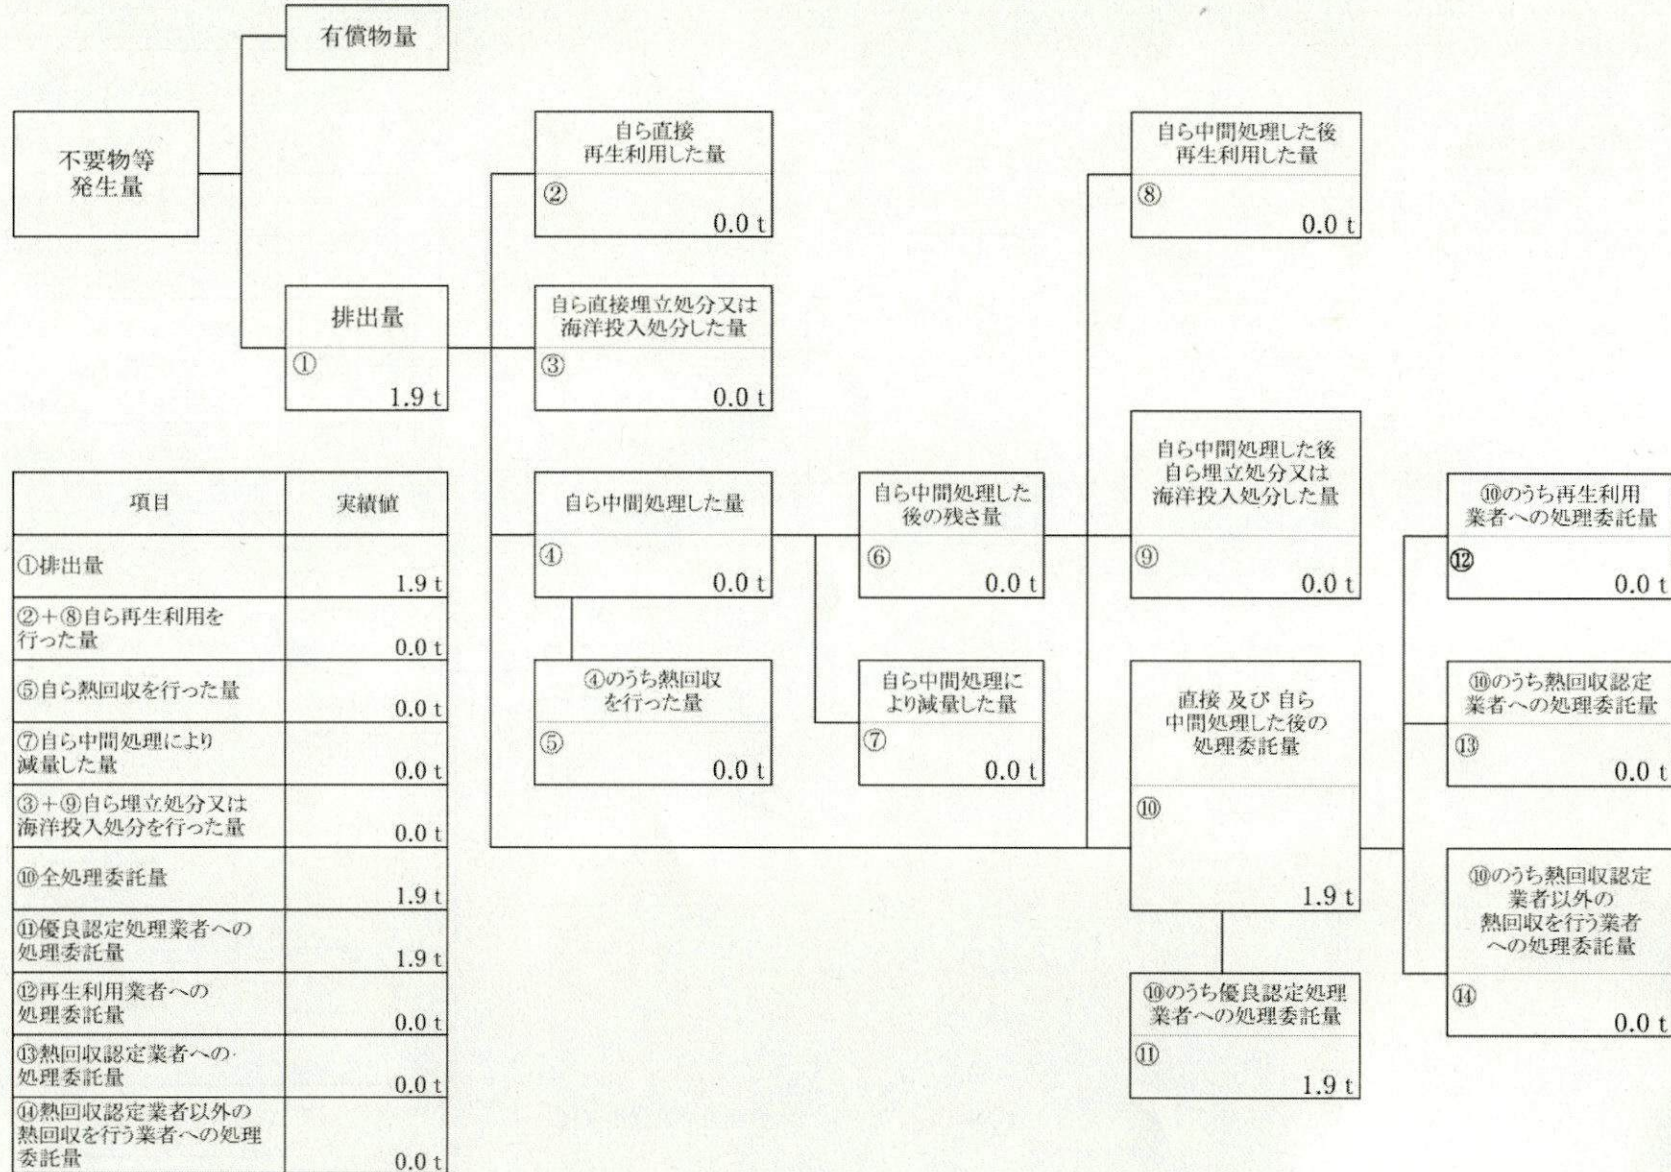 有償物量
不要物等
発生量
自ら直接
再生利用した量
②
0.0 t
自ら中間処理した後
再生利用した量
⑧
0.0 t
排出量
①
1.9 t
自ら直接埋立処分又は
海洋投入処分した量
③
0.0 t
自ら中間処理した量
④
0.0 t
自ら中間処理した
後の残さ量
⑥
0.0 t
自ら中間処理した後
自ら埋立処分又は
海洋投入処分した量
⑨
0.0 t
⑩のうち再生利用
業者への処理委託量
⑫
0.0 t
④のうち熱回収
を行った量
⑤
0.0 t
自ら中間処理に
より減量した量
⑦
0.0 t
直接 及び 自ら
中間処理した後の
処理委託量
⑩
1.9 t
⑩のうち熱回収認定
業者への処理委託量
⑬
0.0 t
⑩のうち熱回収認定
業者以外の
熱回収を行う業者
への処理委託量
⑭
0.0 t
⑩のうち優良認定処理
業者への処理委託量
⑪
1.9 t
項目 実績値
①排出量
1.9 t
②+⑧自ら再生利用を
行った量
0.0 t
⑤自ら熱回収を行った量
0.0 t
⑦自ら中間処理により
減量した量
0.0 t
③+⑨自ら埋立処分又は
海洋投入処分を行った量
0.0 t
⑩全処理委託量
1.9 t
⑪優良認定処理業者への
処理委託量
1.9 t
⑫再生利用業者への
処理委託量
0.0 t
⑬熱回収認定業者への
処理委託量
0.0 t
⑭熱回収認定業者以外の
熱回収を行う業者への処理
委託量
0.0 t